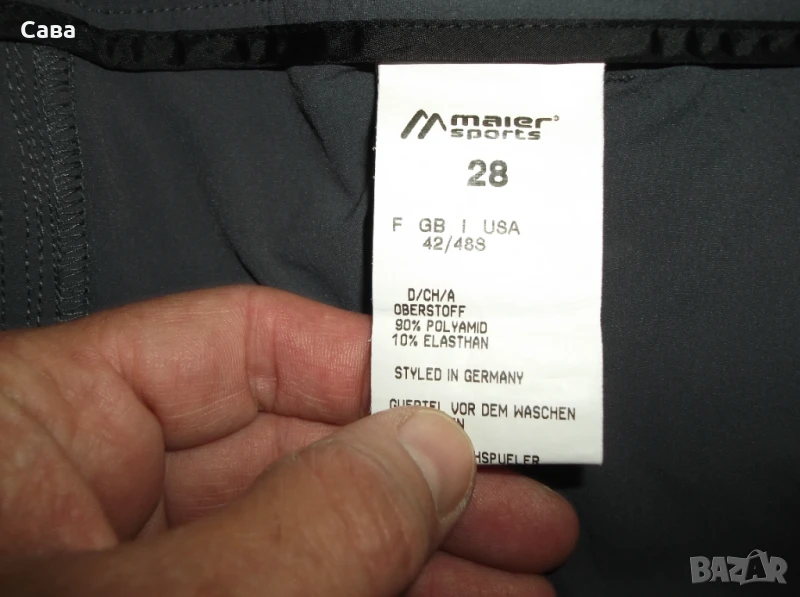 Сава
maier
sports
28
F GB I USA
42/48S
D/CH/A
OBERSTOFF
90% POLYAMID
10% ELASTHAN
STYLED IN GERMANY
GUERTEL VOR DEM WASCHEN
BAZAR